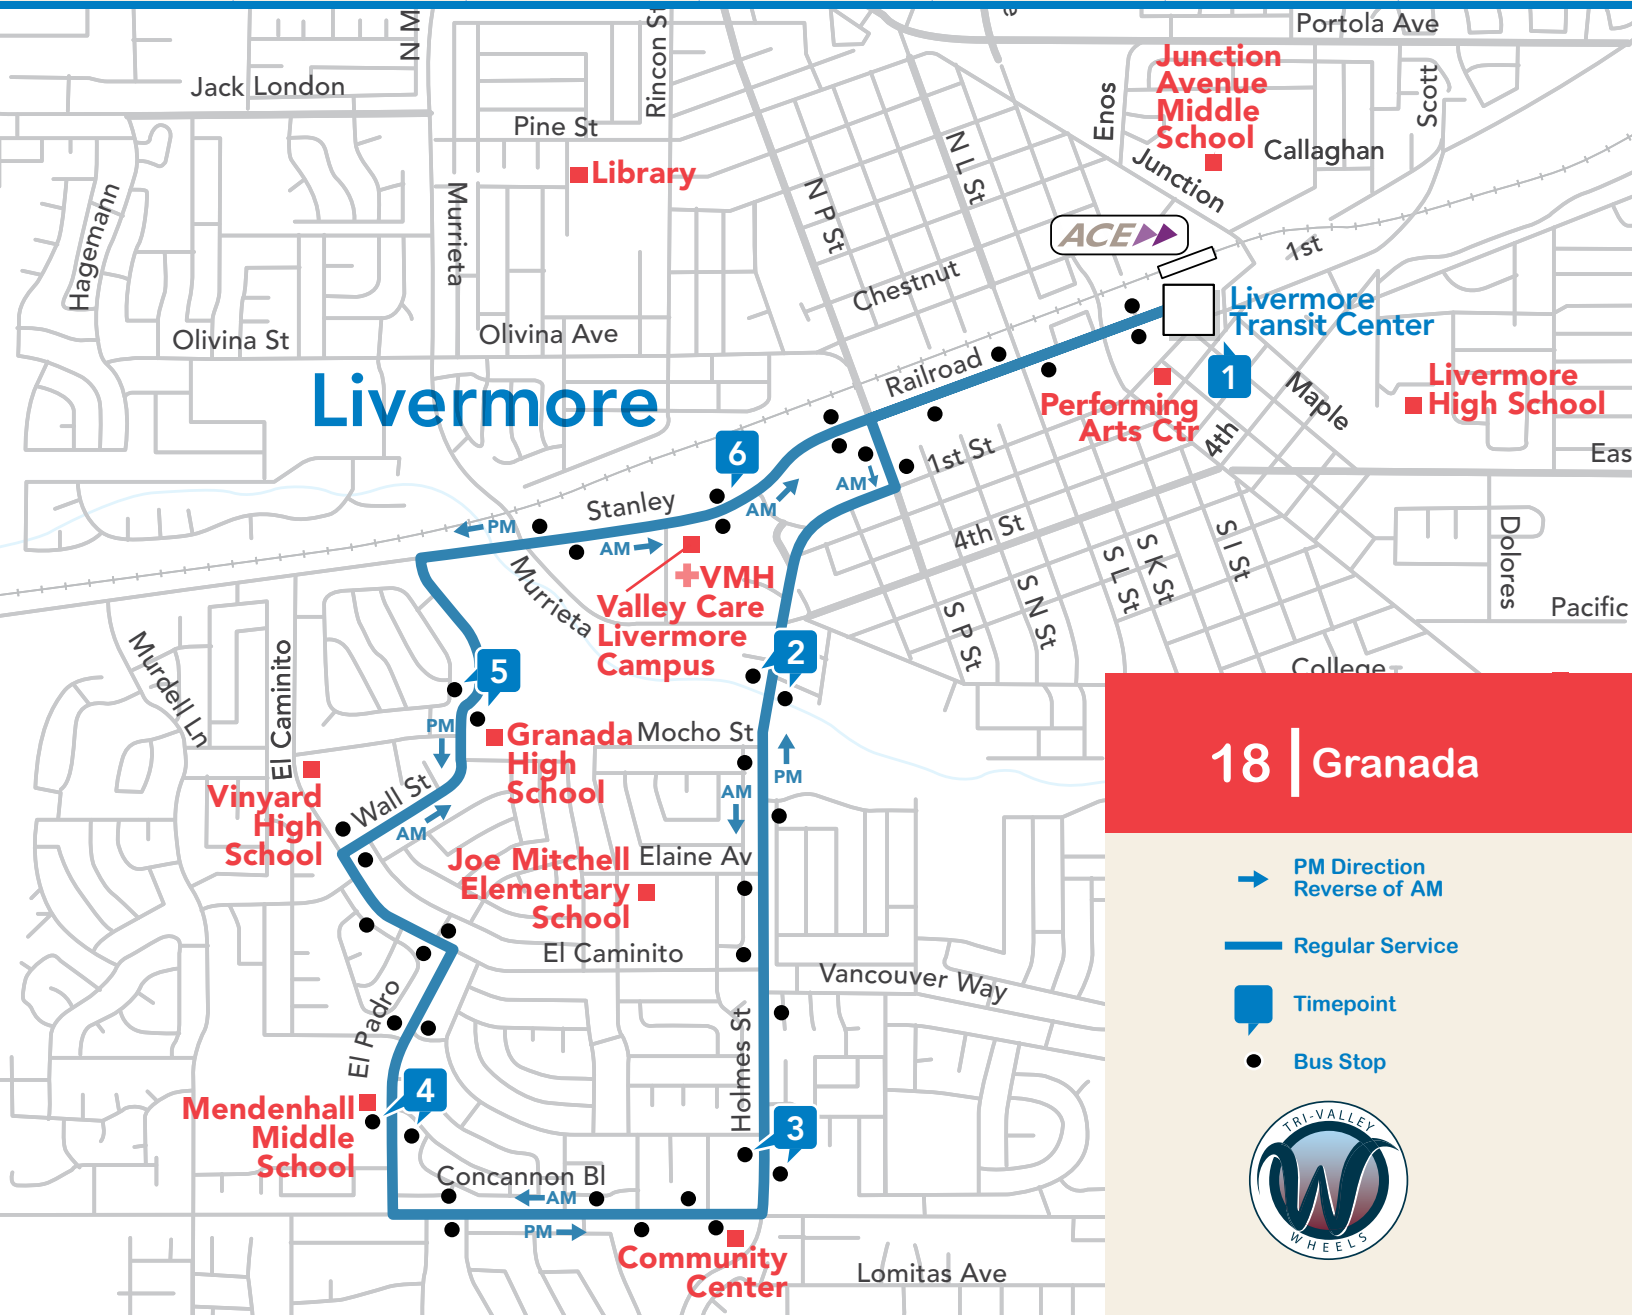 Portola Ave
N M
Rincon St
Jack London
Pine St
Library
Hagemann
Murrieta
N P St
N L St
Enos
Junction
Avenue
Middle
School
Scott
Callaghan
Junction
ACE
1st
Chestnut
Olivina St
Olivina Ave
Livermore
Transit Center
1
Livermore
Railroad
Performing
Arts Ctr
Maple
4th
Livermore
High School
Eas
6
1st St
AM
AM
Stanley
PM
AM
4th St
S L St
S K St
S I St
S N St
S P St
Dolores
Pacific
College
Murrieta
VMH
Valley Care
Livermore
Campus
2
5
Murdell Ln
El Caminito
PM
Granada
High
School
Mocho St
PM
AM
Vinyard
High
School
Wall St
AM
Joe Mitchell
Elementary
School
Elaine Av
El Caminito
Vancouver Way
El Padro
Holmes St
4
Mendenhall
Middle
School
3
Concannon Bl
AM
PM
Community
Center
Lomitas Ave
18 | Granada
PM Direction
Reverse of AM
Regular Service
Timepoint
Bus Stop
TRI-VALLEY
W
WHEELS